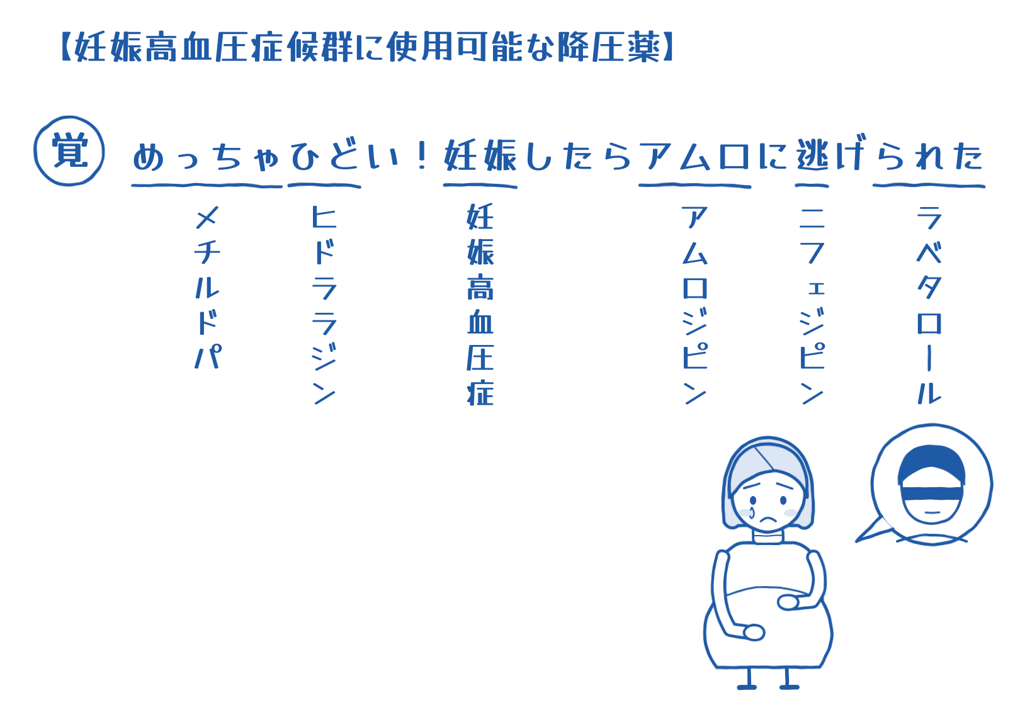 【妊娠高血圧症候群に使用可能な降圧薬】
覚 めっちゃひどい！妊娠したらアムロに逃げられた
メチルドパ
ヒドララジン
妊娠高血圧症
アムロジピン
ニフェジピン
ラベタロール